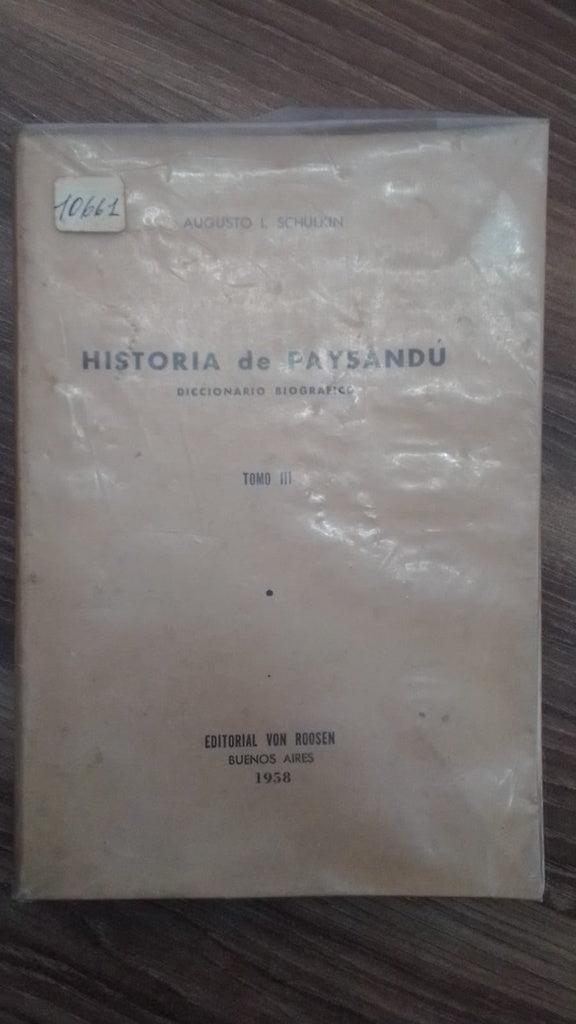 10661
AUGUSTO I. SCHULKIN
HISTORIA de PAYSANDÚ
DICCIONARIO BIOGRAFICO
TOMO III
EDITORIAL VON ROOSEN
BUENOS AIRES
1958